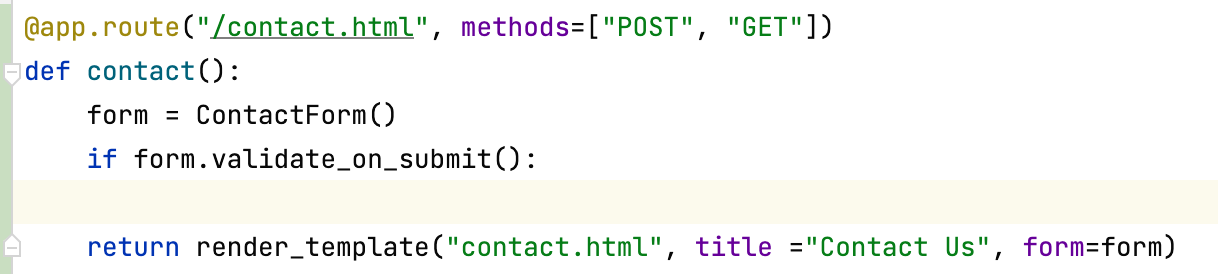 @app.route("/contact.html", methods=["POST", "GET"])
def contact():
    form = ContactForm()
    if form.validate_on_submit():
    return render_template("contact.html", title ="Contact Us", form=form)